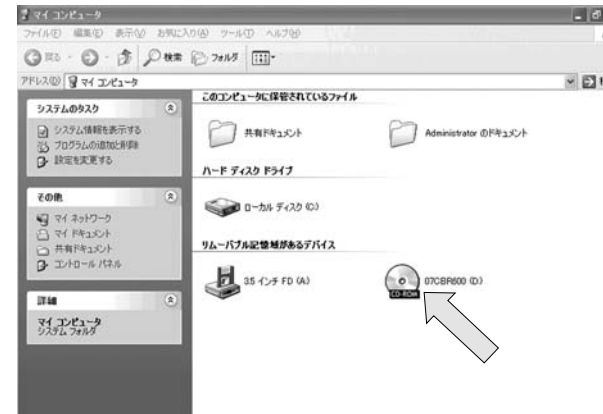 マイ コンピュータ
ファイル(F) 編集(E) 表示(V) お気に入り(A) ツール(T) ヘルプ(H)
戻る 検索 フォルダ
アドレス(D) マイ コンピュータ
システムのタスク
システム情報を表示する
プログラムの追加と削除
設定を変更する
その他
マイ ネットワーク
マイ ドキュメント
共有ドキュメント
コントロール パネル
詳細
マイ コンピュータ
システム フォルダ
このコンピュータに保管されているファイル
共有ドキュメント Administrator のドキュメント
ハード ディスク ドライブ
ローカル ディスク (C:)
リムーバブル記憶域があるデバイス
3.5 インチ FD (A:) 07CBR600 (D:)
CD-ROM